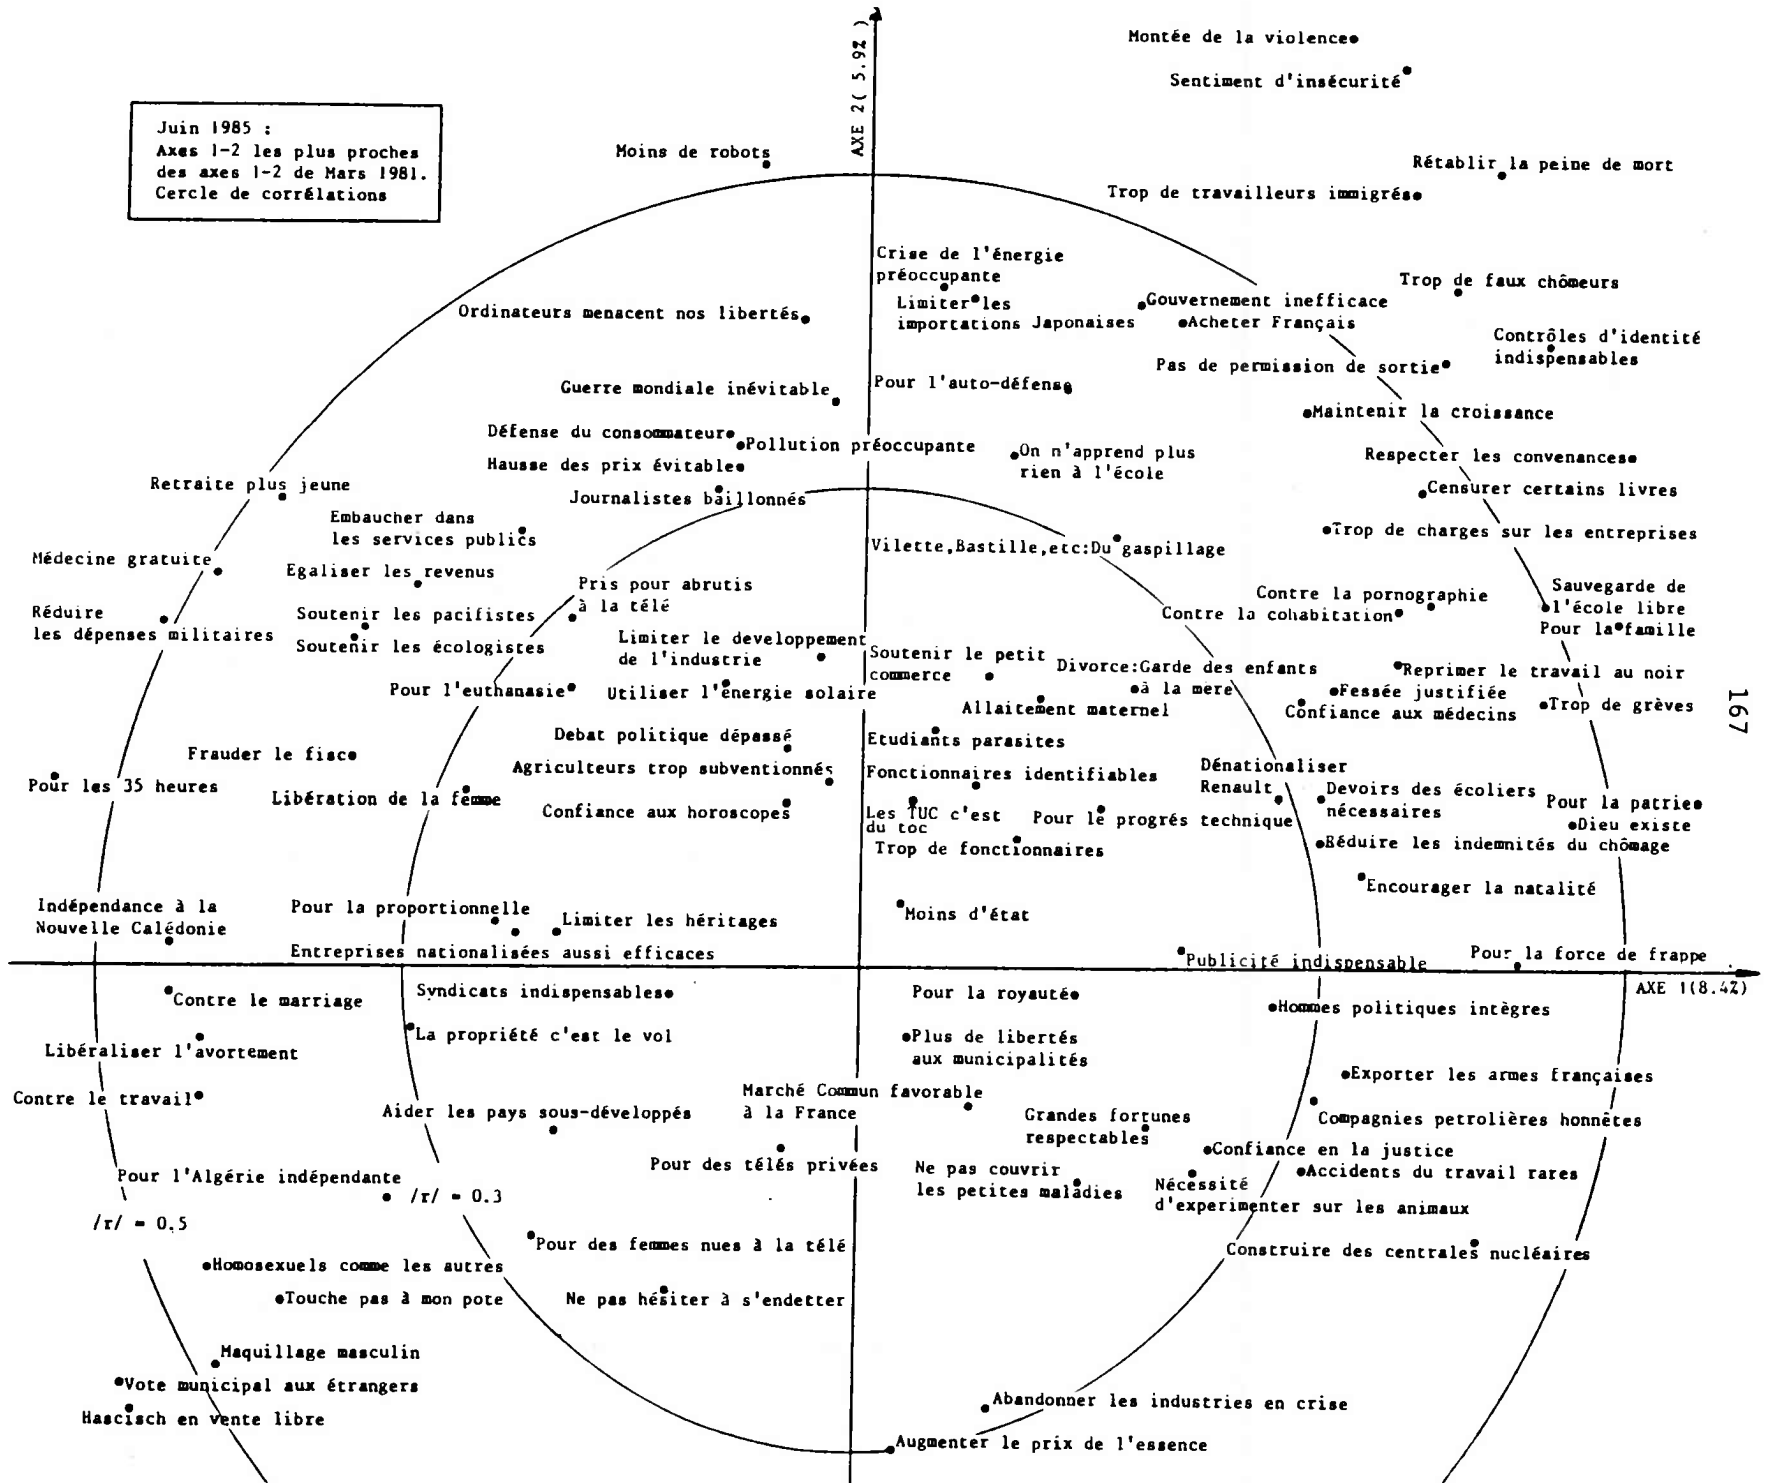 Montée de la violence
AXE 2( 5.9% )
Sentiment d'insécurité
Juin 1985 :
Axes 1-2 les plus proches
des axes 1-2 de Mars 1981.
Cercle de corrélations
Moins de robots
Rétablir la peine de mort
Trop de travailleurs immigrés
Crise de l'énergie
préoccupante
Trop de faux chômeurs
Limiter les
importations Japonaises
Gouvernement inefficace
Ordinateurs menacent nos libertés
Acheter Français
Contrôles d'identité
indispensables
Pas de permission de sortie
Guerre mondiale inévitable
Pour l'auto-défense
Maintenir la croissance
Défense du consommateur
Pollution préoccupante
On n'apprend plus
rien à l'école
Respecter les convenances
Hausse des prix évitable
Retraite plus jeune
Journalistes baillonnés
Censurer certains livres
Embaucher dans
les services publics
Trop de charges sur les entreprises
Vilette,Bastille,etc:Du gaspillage
Médecine gratuite
Egaliser les revenus
Pris pour abrutis
à la télé
Contre la pornographie
Sauvegarde de
l'école libre
Réduire
les dépenses militaires
Soutenir les pacifistes
Contre la cohabitation
Pour la famille
Soutenir les écologistes
Limiter le developpement
de l'industrie
Soutenir le petit
commerce
Divorce:Garde des enfants
à la mère
Reprimer le travail au noir
Pour l'euthanasie
Utiliser l'énergie solaire
Fessée justifiée
Allaitement maternel
Confiance aux médecins
Trop de grèves
167
Debat politique dépassé
Etudiants parasites
Frauder le fisc
Agriculteurs trop subventionnés
Fonctionnaires identifiables
Dénationaliser
Renault
Pour les 35 heures
Libération de la femme
Devoirs des écoliers
nécessaires
Pour la patrie
Confiance aux horoscopes
Les TUC c'est
du toc
Pour le progrés technique
Dieu existe
Trop de fonctionnaires
Réduire les indemnités du chômage
Encourager la natalité
Indépendance à la
Nouvelle Calédonie
Pour la proportionnelle
Limiter les héritages
Moins d'état
Entreprises nationalisées aussi efficaces
Publicité indispensable
Pour la force de frappe
AXE 1(8.4%)
Contre le marriage
Syndicats indispensables
Pour la royauté
Hommes politiques intègres
La propriété c'est le vol
Plus de libertés
aux municipalités
Libéraliser l'avortement
Exporter les armes françaises
Contre le travail
Aider les pays sous-développés
Marché Commun favorable
à la France
Grandes fortunes
respectables
Compagnies petrolières honnêtes
Confiance en la justice
Pour l'Algérie indépendante
Pour des télés privées
Ne pas couvrir
les petites maladies
Accidents du travail rares
Nécessité
d'experimenter sur les animaux
/r/ = 0.3
/r/ = 0.5
Pour des femmes nues à la télé
Construire des centrales nucléaires
Homosexuels comme les autres
Touche pas à mon pote
Ne pas hésiter à s'endetter
Maquillage masculin
Vote municipal aux étrangers
Hascisch en vente libre
Abandonner les industries en crise
Augmenter le prix de l'essence